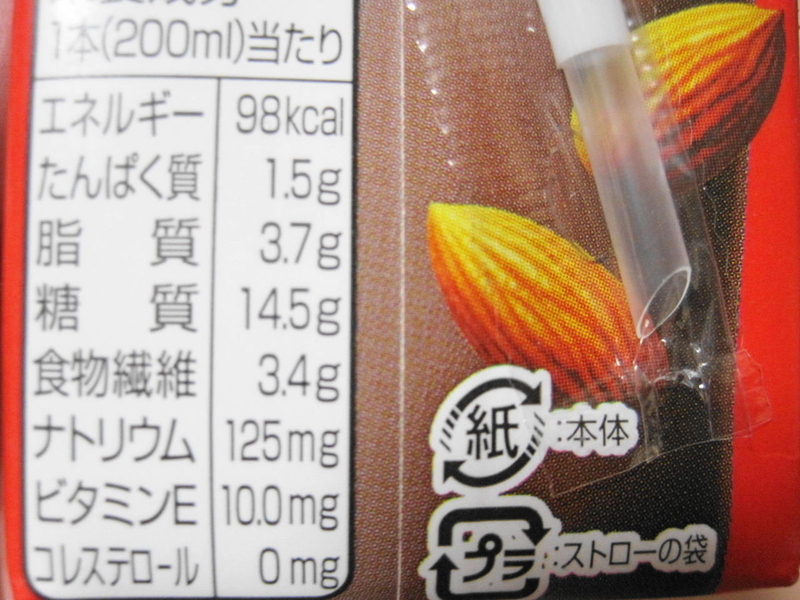 1本(200ml)当たり
エネルギー 98kcal
たんぱく質 1.5g
脂質 3.7g
糖質 14.5g
食物繊維 3.4g
ナトリウム 125mg
ビタミンE 10.0mg
コレステロール 0mg
紙:本体
プラ:ストローの袋